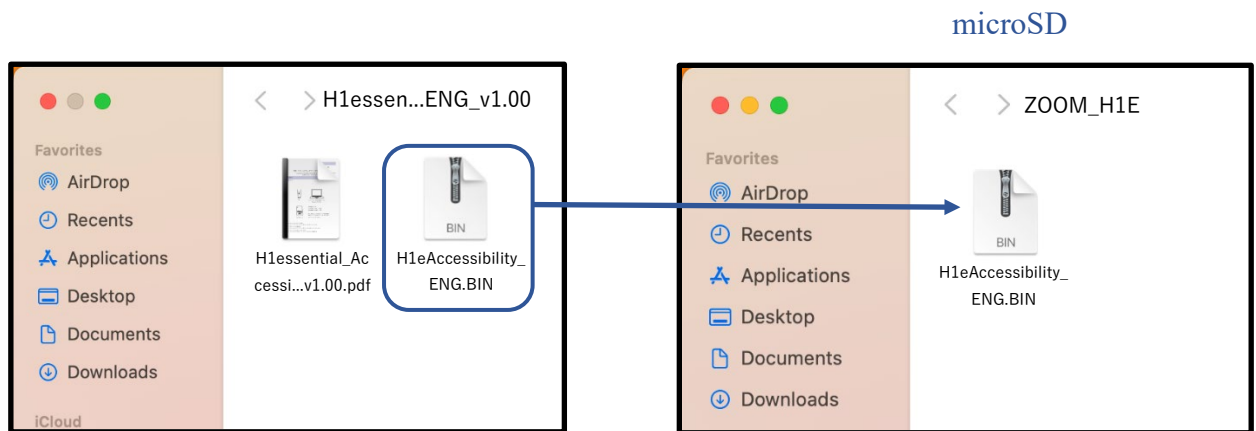 microSD
H1essen...ENG_v1.00
Favorites
AirDrop
Recents
Applications
Desktop
Documents
Downloads
iCloud
H1essential_Ac
cessi...v1.00.pdf
BIN
H1eAccessibility_
ENG.BIN
ZOOM_H1E
Favorites
AirDrop
Recents
Applications
Desktop
Documents
Downloads
BIN
H1eAccessibility_
ENG.BIN